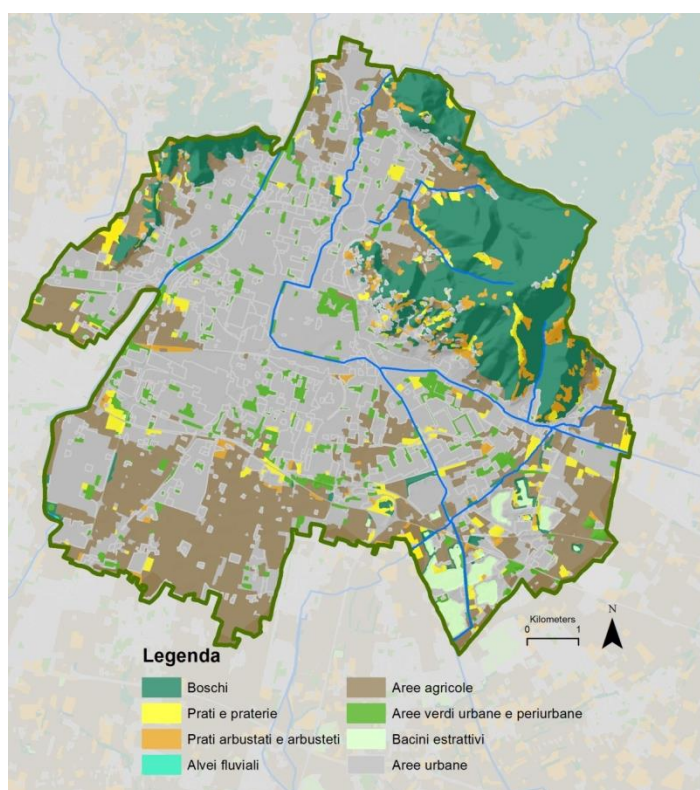 Kilometers
0 1
N
Legenda
Boschi
Prati e praterie
Prati arbustati e arbusteti
Alvei fluviali
Aree agricole
Aree verdi urbane e periurbane
Bacini estrattivi
Aree urbane